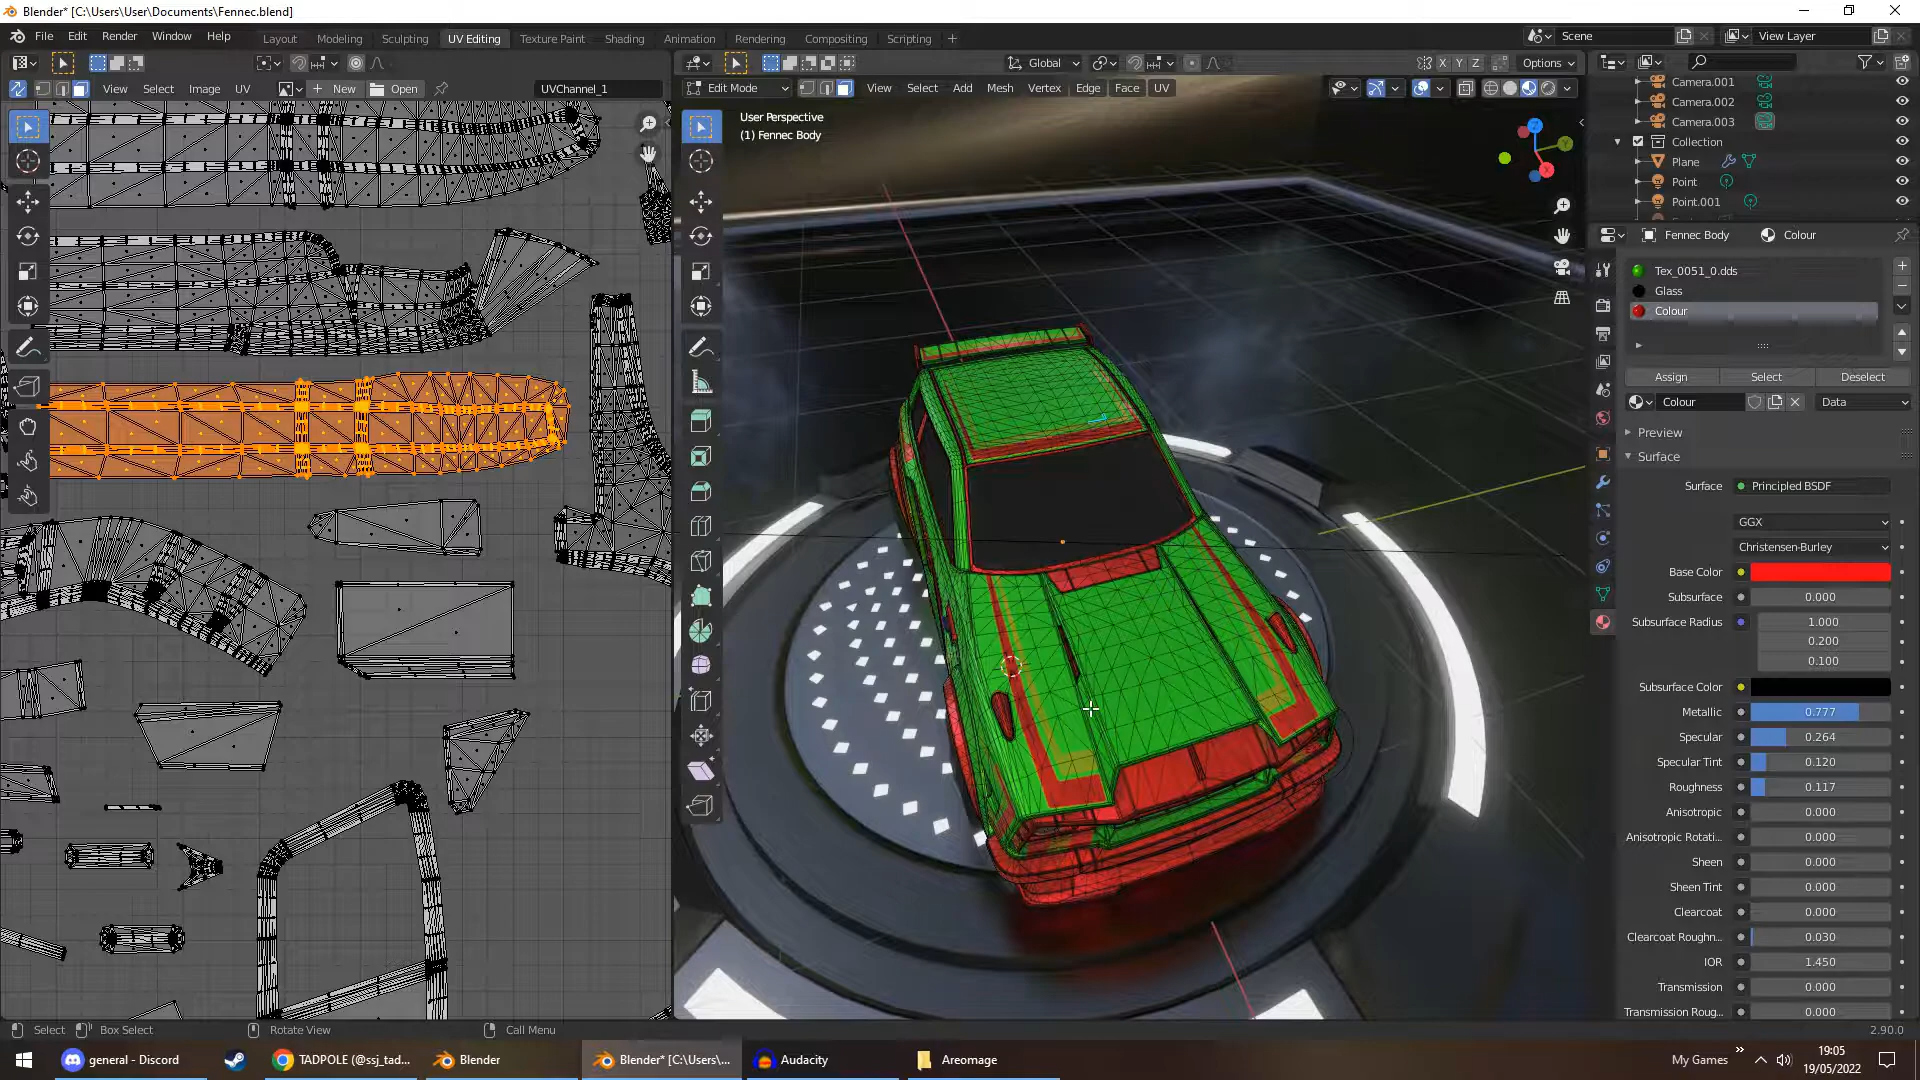 Blender* [C:\Users\User\Documents\Fennec.blend]
File Edit Render Window Help
Layout Modeling Sculpting UV Editing Texture Paint Shading Animation Rendering Compositing Scripting +
Scene View Layer
Global X Y Z Options
View Select Image UV New Open UVChannel_1
Edit Mode View Select Add Mesh Vertex Edge Face UV
User Perspective
(1) Fennec Body
Camera.001
Camera.002
Camera.003
Collection
Plane
Point
Point.001
Fennec Body Colour
Tex_0051_0.dds
Glass
Colour
Assign Select Deselect
Colour Data
Preview
Surface
Surface Principled BSDF
GGX
Christensen-Burley
Base Color
Subsurface 0.000
Subsurface Radius 1.000
0.200
0.100
Subsurface Color
Metallic 0.777
Specular 0.264
Specular Tint 0.120
Roughness 0.117
Anisotropic 0.000
Anisotropic Rotati... 0.000
Sheen 0.000
Sheen Tint 0.000
Clearcoat 0.000
Clearcoat Roughn... 0.030
IOR 1.450
Transmission 0.000
Transmission Roug... 0.000
Select Box Select Rotate View Call Menu 2.90.0
general - Discord TADPOLE (@ssj_tad... Blender Blender* [C:\Users\... Audacity Areomage My Games 19:05
19/05/2022